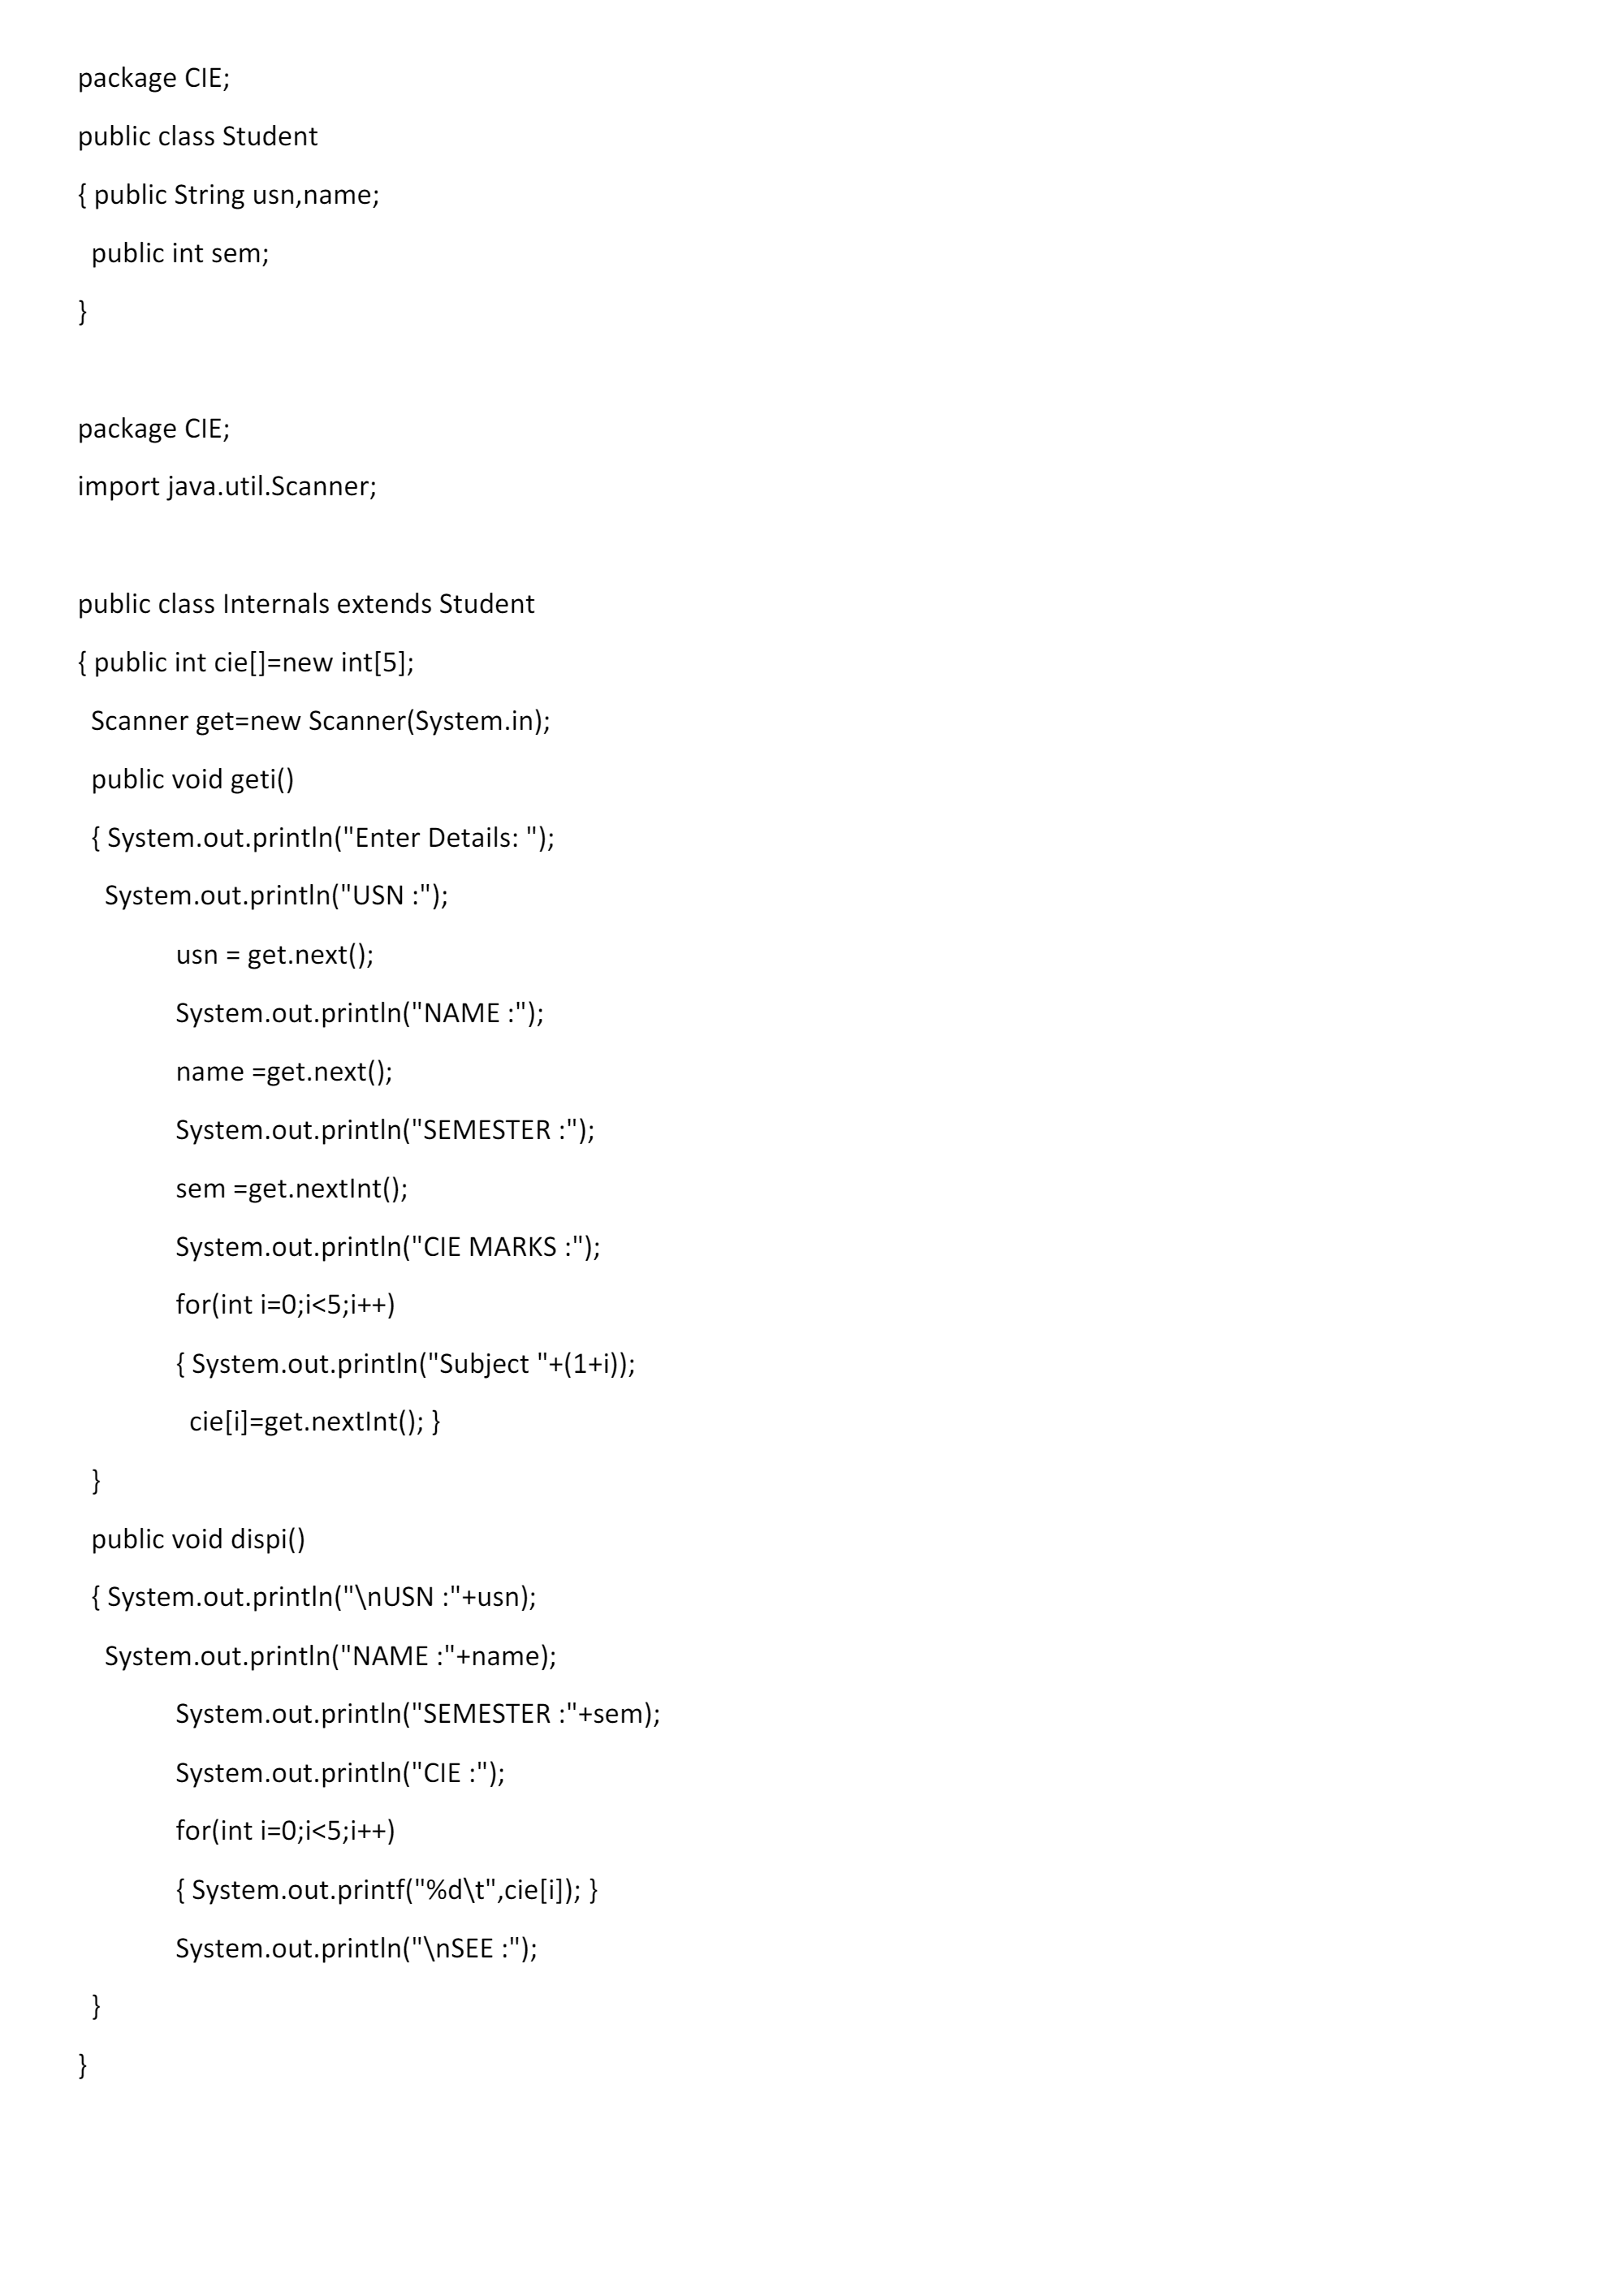 package CIE;
public class Student
{ public String usn,name;
public int sem;
}
package CIE;
import java.util.Scanner;
public class Internals extends Student
{ public int cie[]=new int[5];
Scanner get=new Scanner(System.in);
public void geti()
{ System.out.println("Enter Details: ");
System.out.println("USN :");
usn = get.next();
System.out.println("NAME :");
name =get.next();
System.out.println("SEMESTER :");
sem =get.nextInt();
System.out.println("CIE MARKS :");
for(int i=0;i<5;i++)
{ System.out.println("Subject "+(1+i));
cie[i]=get.nextInt(); }
}
public void dispi()
{ System.out.println("\nUSN :"+usn);
System.out.println("NAME :"+name);
System.out.println("SEMESTER :"+sem);
System.out.println("CIE :");
for(int i=0;i<5;i++)
{ System.out.printf("%d\t",cie[i]); }
System.out.println("\nSEE :");
}
}